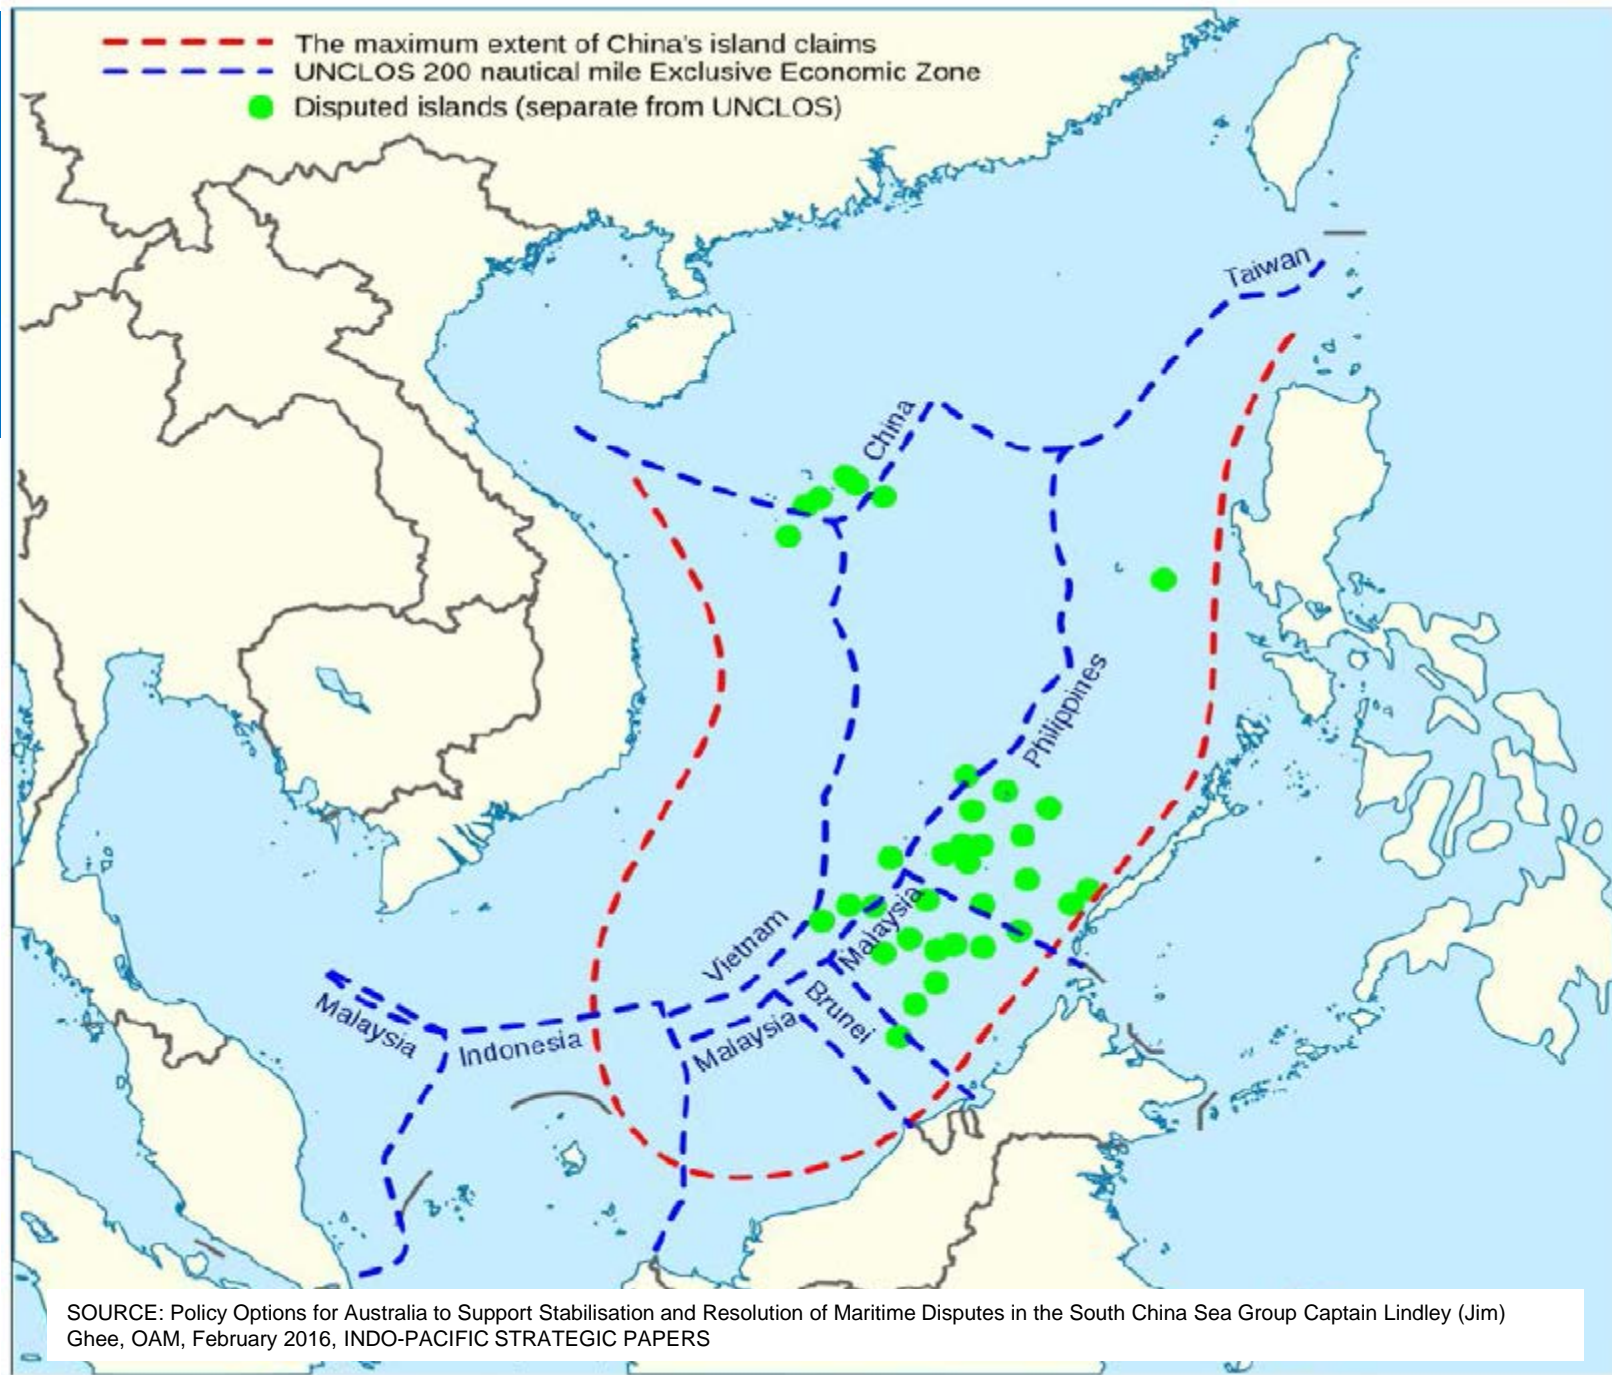 The maximum extent of China's island claims
UNCLOS 200 nautical mile Exclusive Economic Zone
Disputed islands (separate from UNCLOS)
Taiwan
China
Philippines
Malaysia
Vietnam
Brunei
Malaysia
Indonesia
Malaysia
SOURCE: Policy Options for Australia to Support Stabilisation and Resolution of Maritime Disputes in the South China Sea Group Captain Lindley (Jim)
Ghee, OAM, February 2016, INDO-PACIFIC STRATEGIC PAPERS